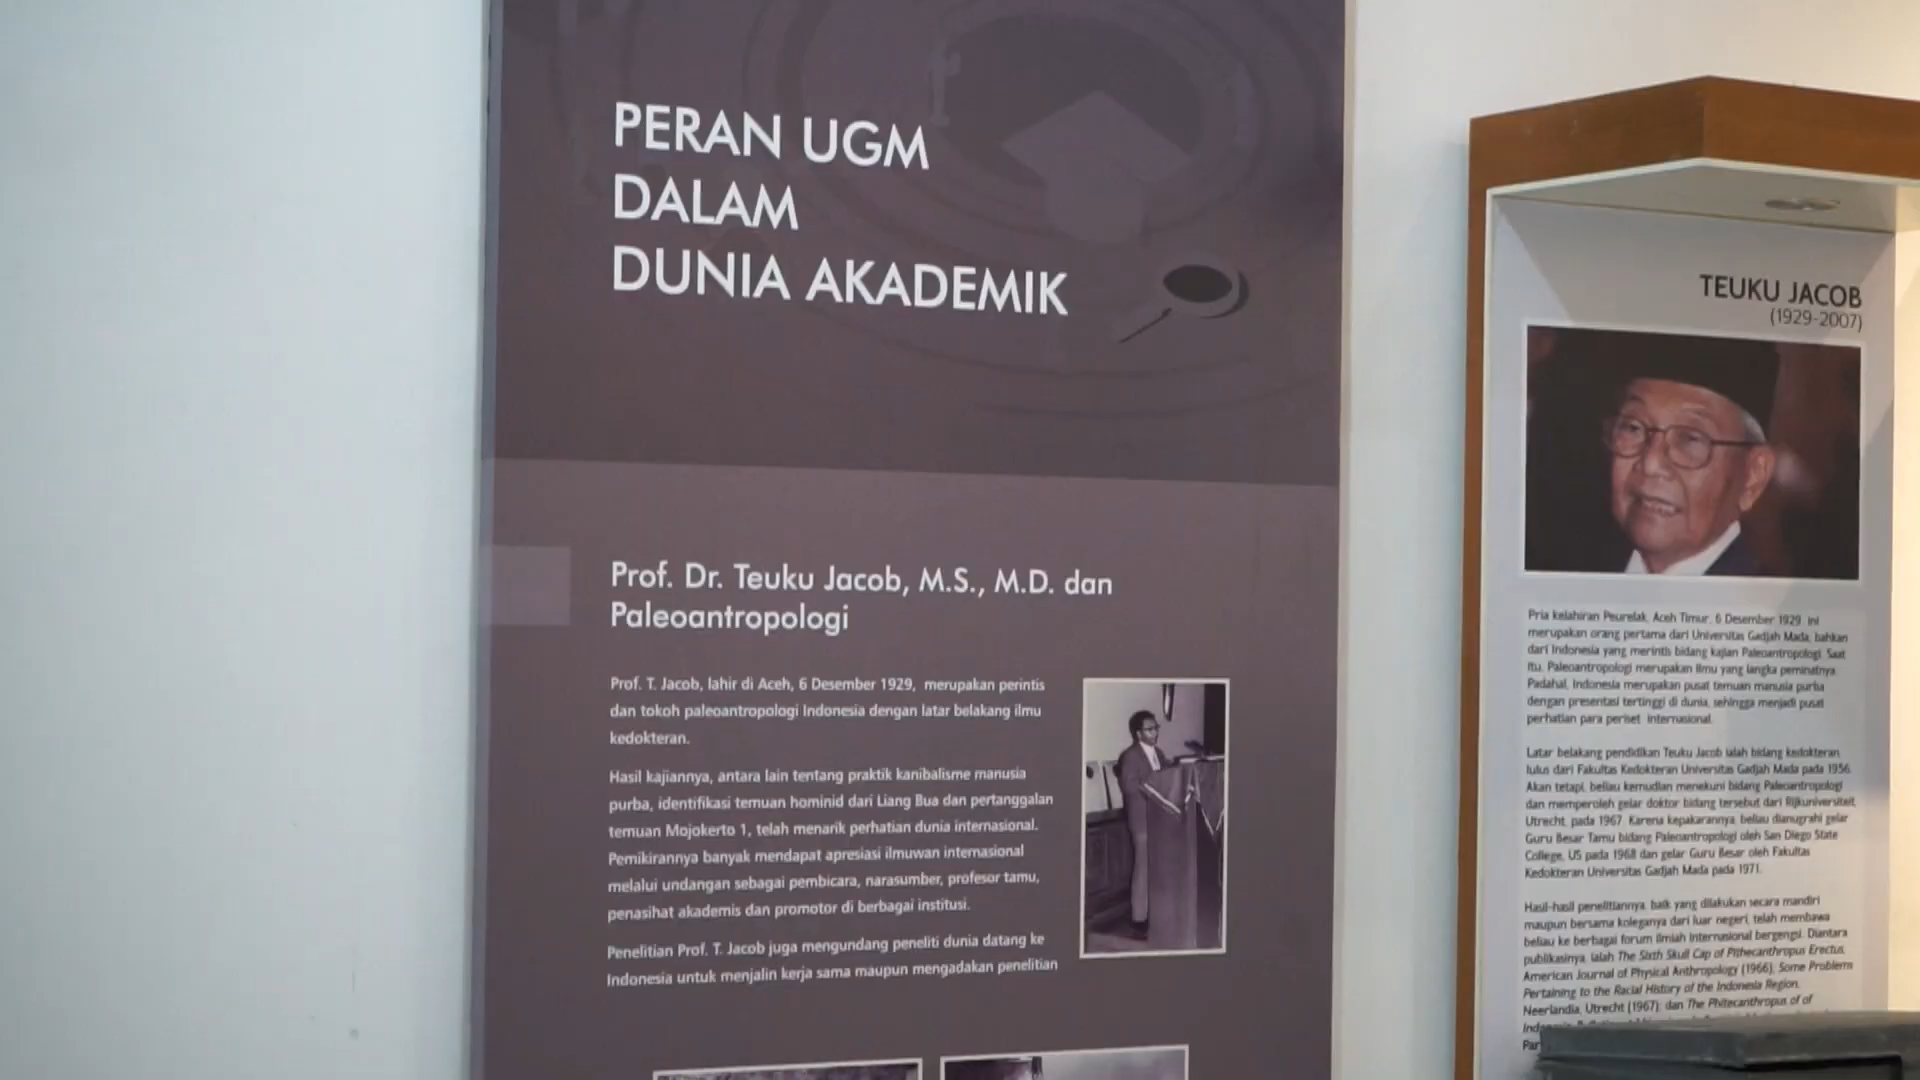 PERAN UGM
DALAM
DUNIA AKADEMIK
Prof. Dr. Teuku Jacob, M.S., M.D. dan
Paleoantropologi
Prof. T. Jacob, lahir di Aceh, 6 Desember 1929, merupakan perintis
dan tokoh paleoantropologi Indonesia dengan latar belakang ilmu
kedokteran.
Hasil kajiannya, antara lain tentang praktik kanibalisme manusia
purba, identifikasi temuan hominid dari Liang Bua dan pertanggalan
temuan Mojokerto 1, telah menarik perhatian dunia internasional.
Pemikirannya banyak mendapat apresiasi ilmuwan internasional
melalui undangan sebagai pembicara, narasumber, profesor tamu,
penasihat akademis dan promotor di berbagai institusi.
Penelitian Prof. T. Jacob juga mengundang peneliti dunia datang ke
Indonesia untuk menjalin kerja sama maupun mengadakan penelitian
TEUKU JACOB
(1929-2007)
Pria kelahiran Peurelak, Aceh Timur, 6 Desember 1929 ini
merupakan orang pertama dari Universitas Gadjah Mada, bahkan
dari Indonesia yang merintis bidang kajian Paleoantropologi. Saat
itu, Paleoantropologi merupakan ilmu yang langka peminatnya.
Padahal, Indonesia merupakan pusat temuan manusia purba
dengan presentasi tertinggi di dunia, sehingga menjadi pusat
perhatian para periset internasional.
Latar belakang pendidikan Teuku Jacob ialah bidang kedokteran,
lulus dari Fakultas Kedokteran Universitas Gadjah Mada pada 1956.
Akan tetapi, beliau kemudian menekuni bidang Paleoantropologi
dan memperoleh gelar doktor bidang tersebut dari Rijkuniversiteit,
Utrecht, pada 1967. Karena kepakarannya, beliau dianugrahi gelar
Guru Besar Tamu bidang Paleoantropologi oleh San Diego State
College, US pada 1968 dan gelar Guru Besar oleh Fakultas
Kedokteran Universitas Gadjah Mada pada 1971.
Hasil-hasil penelitiannya, baik yang dilakukan secara mandiri
maupun bersama koleganya dari luar negeri, telah membawa
beliau ke berbagai forum ilmiah internasional bergengsi. Diantara
publikasinya, ialah The Sixth Skull Cap of Pithecanthropus Erectus,
American Journal of Physical Anthropology (1966); Some Problems
Pertaining to the Racial History of the Indonesia Region,
Neerlandia, Utrecht (1967); dan The Phitecanthropus of of